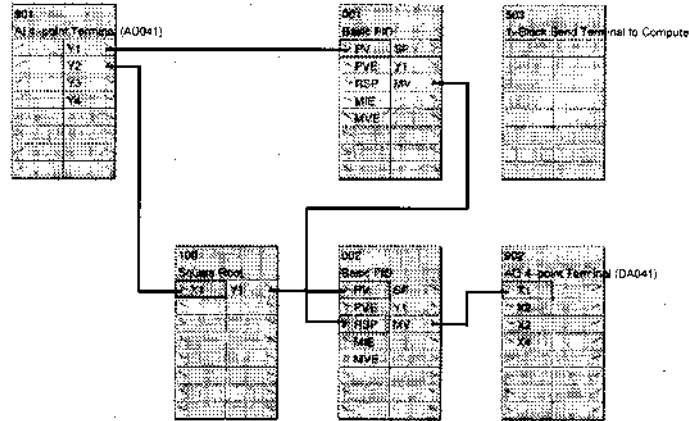 901
AI 4-point Terminal (AD041)
Y1
Y2
Y3
Y4
001
Basic PID
PV SP
PVE Y1
RSP MV
MIE
MVE
503
1-Block Send Terminal to Compute
100
Square Root
X1 Y1
002
Basic PID
PV SP
PVE Y1
RSP MV
MIE
MVE
902
AO 4-point Terminal (DA041)
X1
X2
X4